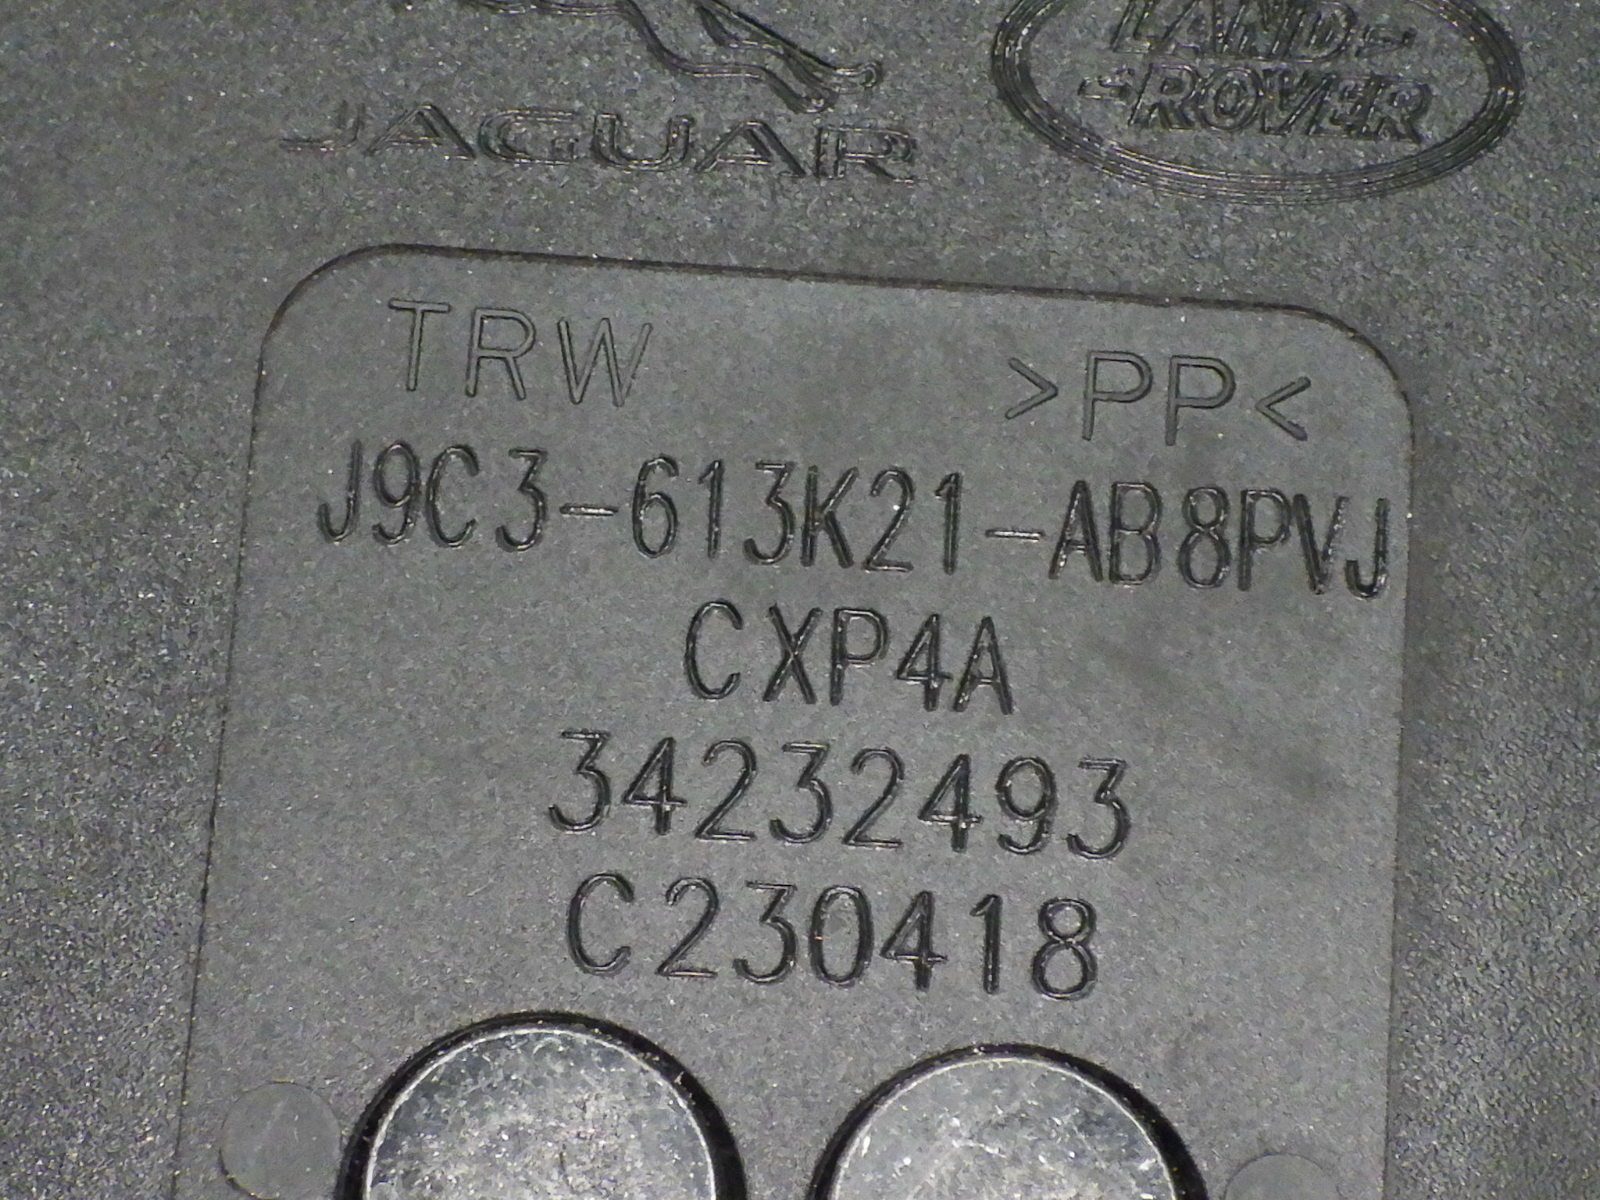 JAGUAR
LAND
ROVER
TRW
>PP<
J9C3-613K21-AB8PVJ
CXP4A
34232493
C230418